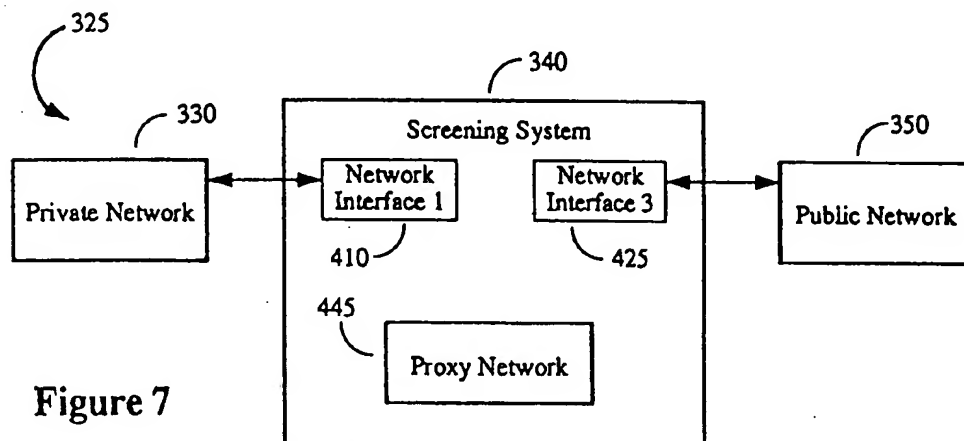 325
340
330
350
Screening System
Network
Interface 1
Network
Interface 3
Private Network
Public Network
410
425
445
Proxy Network
Figure 7